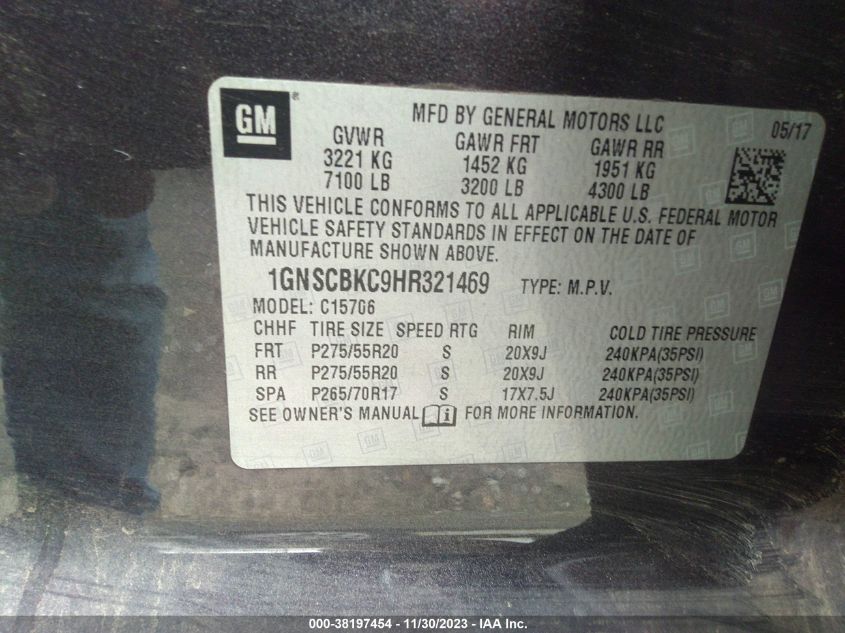 GM
MFD BY GENERAL MOTORS LLC
05/17
GVWR GAWR FRT GAWR RR
3221 KG 1452 KG 1951 KG
7100 LB 3200 LB 4300 LB
THIS VEHICLE CONFORMS TO ALL APPLICABLE U.S. FEDERAL MOTOR
VEHICLE SAFETY STANDARDS IN EFFECT ON THE DATE OF
MANUFACTURE SHOWN ABOVE.
1GNSCBKC9HR321469 TYPE: M.P.V.
MODEL: C15706
CHHF TIRE SIZE SPEED RTG RIM COLD TIRE PRESSURE
FRT P275/55R20 S 20X9J 240KPA(35PSI)
RR P275/55R20 S 20X9J 240KPA(35PSI)
SPA P265/70R17 S 17X7.5J 240KPA(35PSI)
SEE OWNER'S MANUAL FOR MORE INFORMATION.
000-38197454 - 11/30/2023 - IAA Inc.